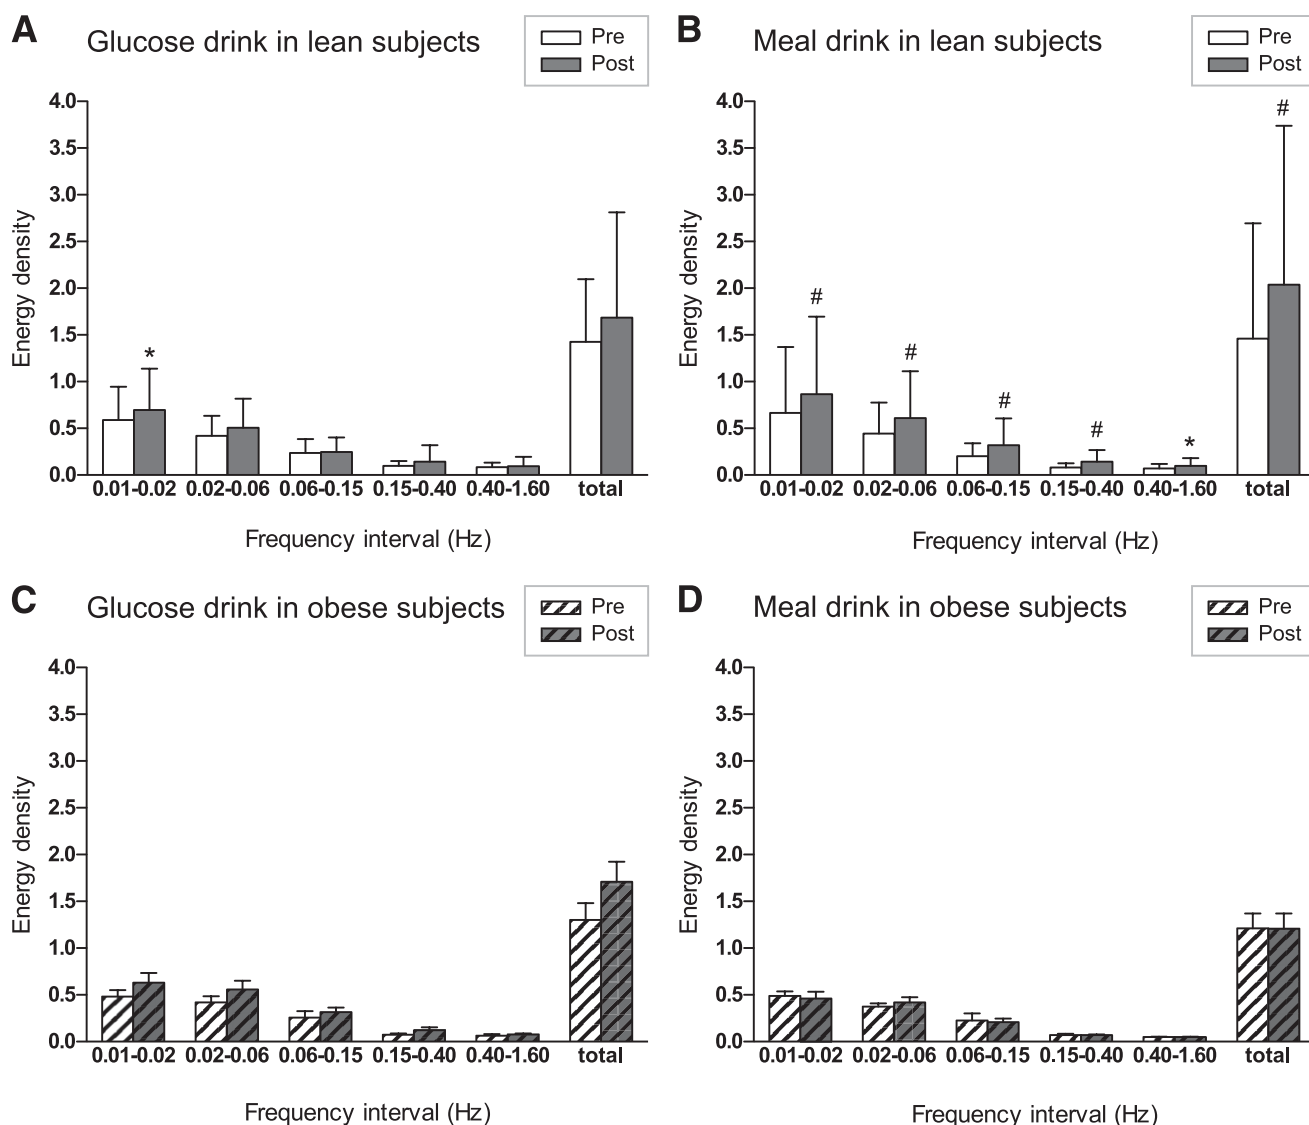 A Glucose drink in lean subjects
Pre
Post
4.0
3.5
3.0
2.5
2.0
1.5
1.0
0.5
0.0
Energy density
*
0.01-0.02 0.02-0.06 0.06-0.15 0.15-0.40 0.40-1.60 total
Frequency interval (Hz)
B Meal drink in lean subjects
Pre
Post
4.0
3.5
3.0
2.5
2.0
1.5
1.0
0.5
0.0
Energy density
# # # # * #
0.01-0.02 0.02-0.06 0.06-0.15 0.15-0.40 0.40-1.60 total
Frequency interval (Hz)
C Glucose drink in obese subjects
Pre
Post
4.0
3.5
3.0
2.5
2.0
1.5
1.0
0.5
0.0
Energy density
0.01-0.02 0.02-0.06 0.06-0.15 0.15-0.40 0.40-1.60 total
Frequency interval (Hz)
D Meal drink in obese subjects
Pre
Post
4.0
3.5
3.0
2.5
2.0
1.5
1.0
0.5
0.0
Energy density
0.01-0.02 0.02-0.06 0.06-0.15 0.15-0.40 0.40-1.60 total
Frequency interval (Hz)